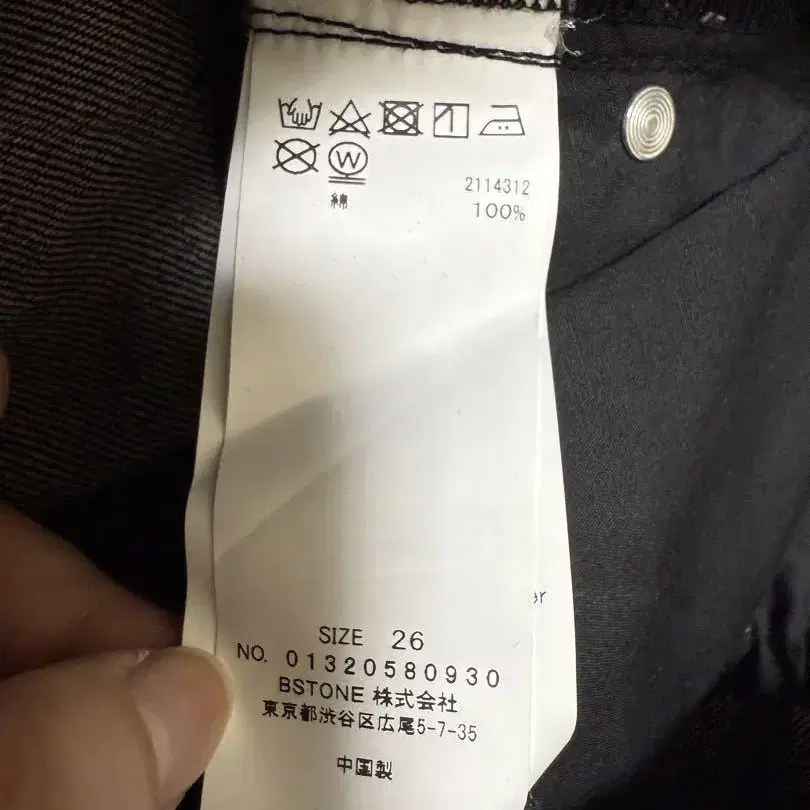 W
2114312
綿 100%
SIZE 26
NO. 01320580930
BSTONE 株式会社
東京都渋谷区広尾5-7-35
中国製